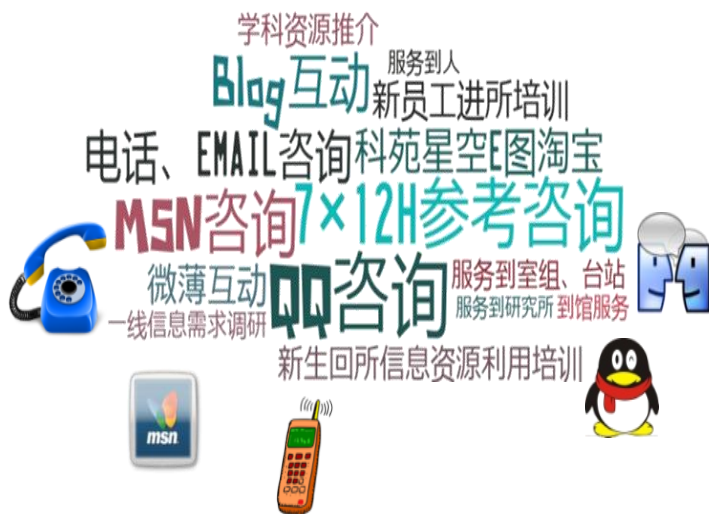 学科资源推介
服务到人
Blog互动
新员工进所培训
电话、EMAIL咨询
科苑星空E图淘宝
MSN咨询
7×12H参考咨询
微薄互动
QQ咨询
服务到室组、台站
服务到研究所
到馆服务
一线信息需求调研
新生回所信息资源利用培训
msn